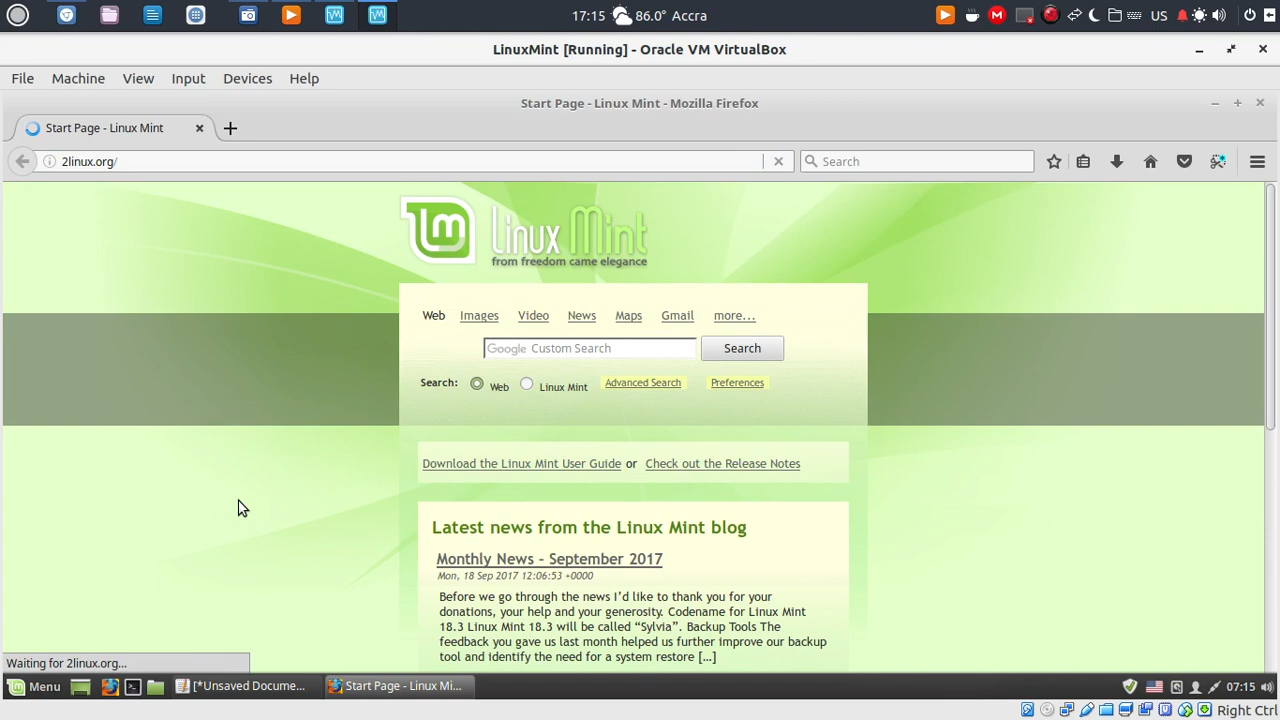 17:15 86.0° Accra
US
LinuxMint [Running] - Oracle VM VirtualBox
File Machine View Input Devices Help
Start Page - Linux Mint - Mozilla Firefox
Start Page - Linux Mint
2linux.org/
Search
Lm Linux Mint
from freedom came elegance
Web Images Video News Maps Gmail more...
Google Custom Search Search
Search: Web Linux Mint Advanced Search Preferences
Download the Linux Mint User Guide or Check out the Release Notes
Latest news from the Linux Mint blog
Monthly News – September 2017
Mon, 18 Sep 2017 12:06:53 +0000
Before we go through the news I’d like to thank you for your
donations, your help and your generosity. Codename for Linux Mint
18.3 Linux Mint 18.3 will be called “Sylvia”. Backup Tools The
feedback you gave us last month helped us further improve our backup
tool and identify the need for a system restore […]
Waiting for 2linux.org...
Menu [*Unsaved Docume... Start Page - Linux Mi... 07:15
Right Ctrl